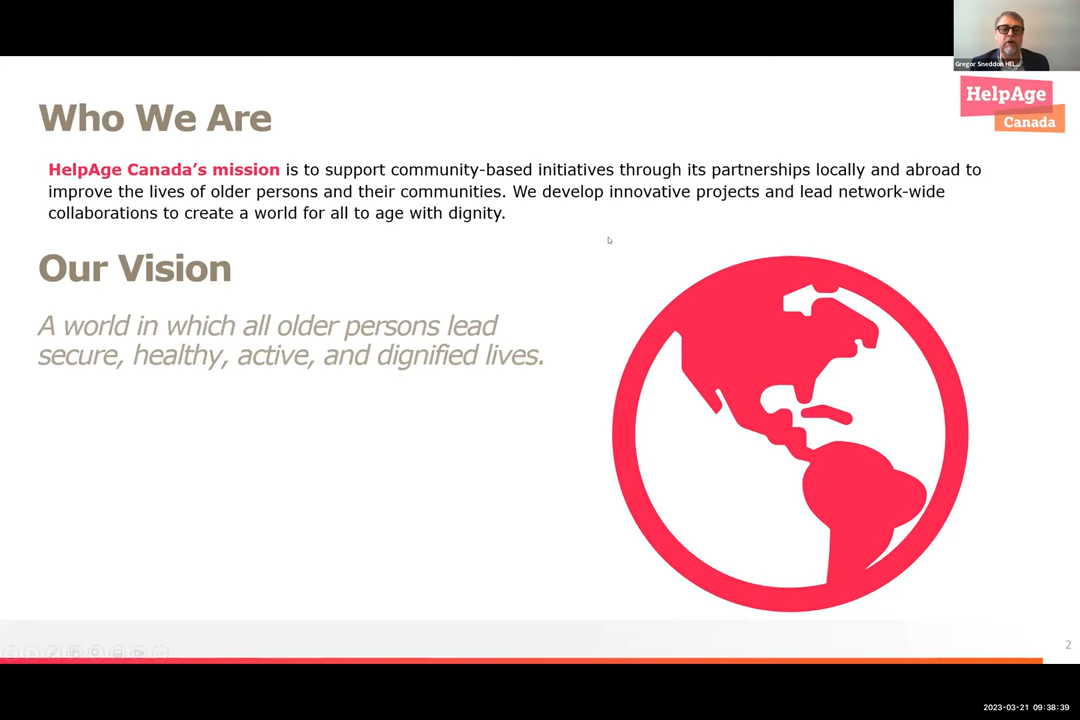 Gregor Sneddon HEL...
HelpAge
Canada
Who We Are
HelpAge Canada’s mission is to support community-based initiatives through its partnerships locally and abroad to
improve the lives of older persons and their communities. We develop innovative projects and lead network-wide
collaborations to create a world for all to age with dignity.
Our Vision
A world in which all older persons lead
secure, healthy, active, and dignified lives.
2
2023-03-21 09:38:39